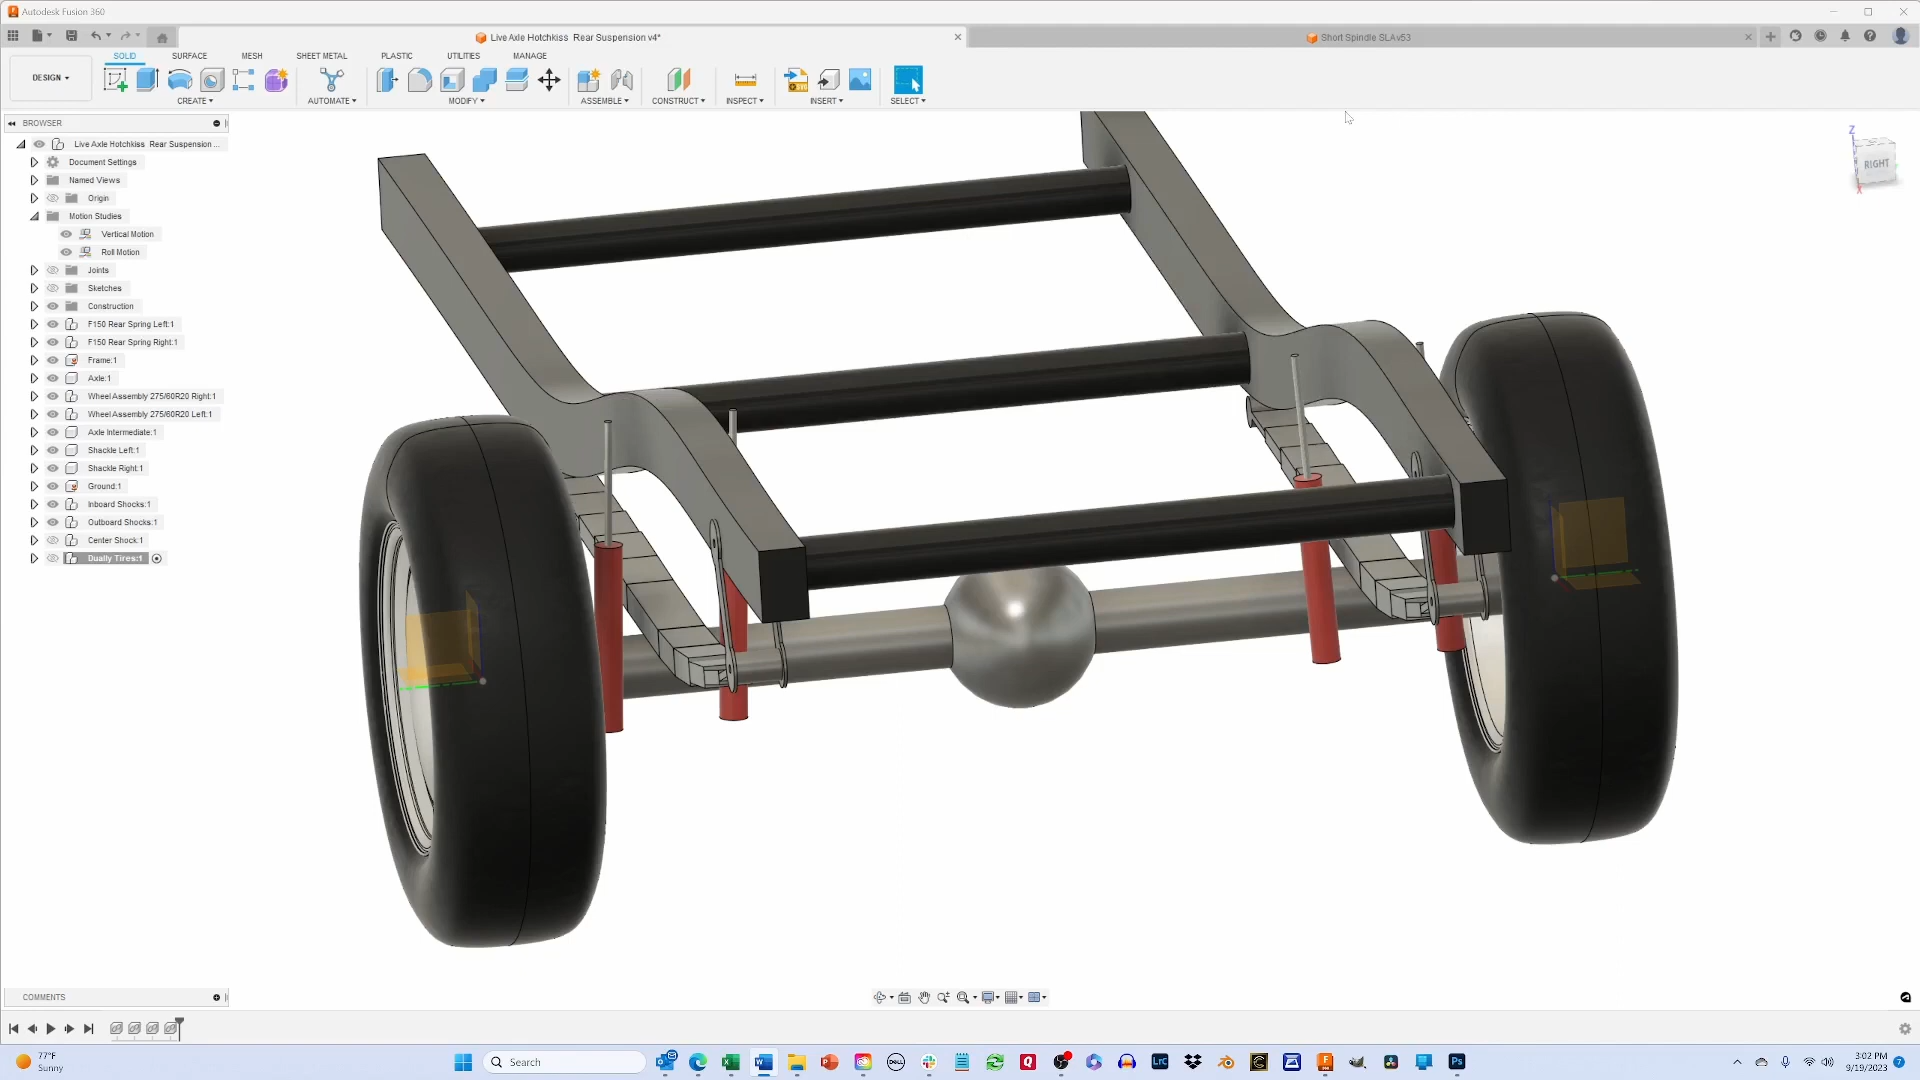 Autodesk Fusion 360
Live Axle Hotchkiss Rear Suspension v4*
Short Spindle SLAv53
SOLID
SURFACE
MESH
SHEET METAL
PLASTIC
UTILITIES
MANAGE
DESIGN
CREATE
AUTOMATE
MODIFY
ASSEMBLE
CONSTRUCT
INSPECT
INSERT
SELECT
BROWSER
Live Axle Hotchkiss Rear Suspension ...
Document Settings
Named Views
Origin
Motion Studies
Vertical Motion
Roll Motion
Joints
Sketches
Construction
F150 Rear Spring Left:1
F150 Rear Spring Right:1
Frame:1
Axle:1
Wheel Assembly 275/60R20 Right:1
Wheel Assembly 275/60R20 Left:1
Axle Intermediate:1
Shackle Left:1
Shackle Right:1
Ground:1
Inboard Shocks:1
Outboard Shocks:1
Center Shock:1
Dually Tires:1
Z
RIGHT
X
COMMENTS
77°F
Sunny
Search
DELL
LrC
Ps
3:02 PM
9/19/2023